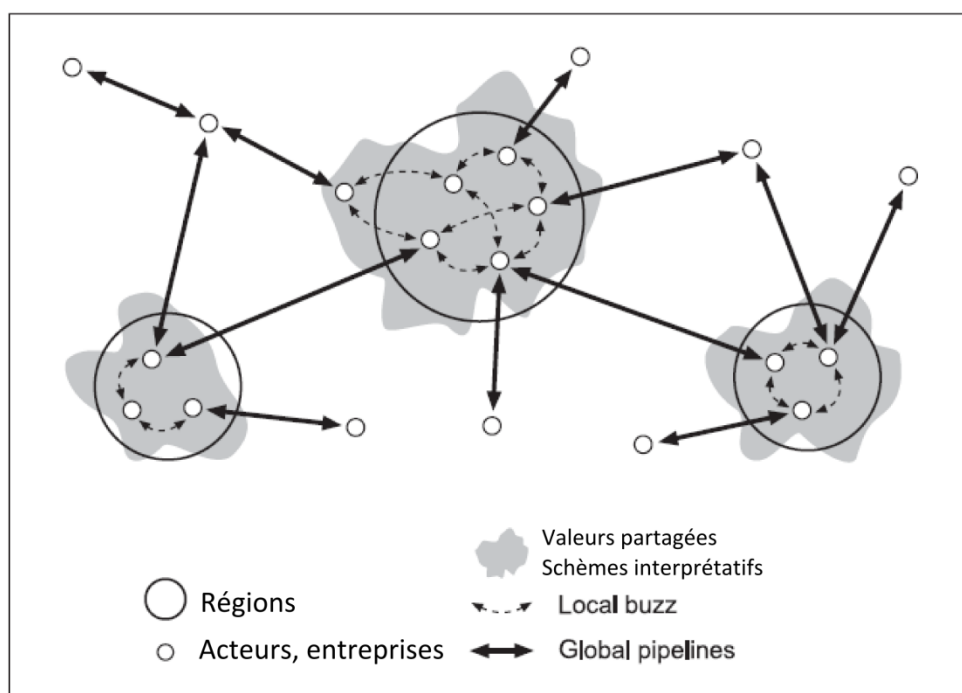 Valeurs partagées
Schèmes interprétatifs
Régions
Local buzz
Acteurs, entreprises
Global pipelines